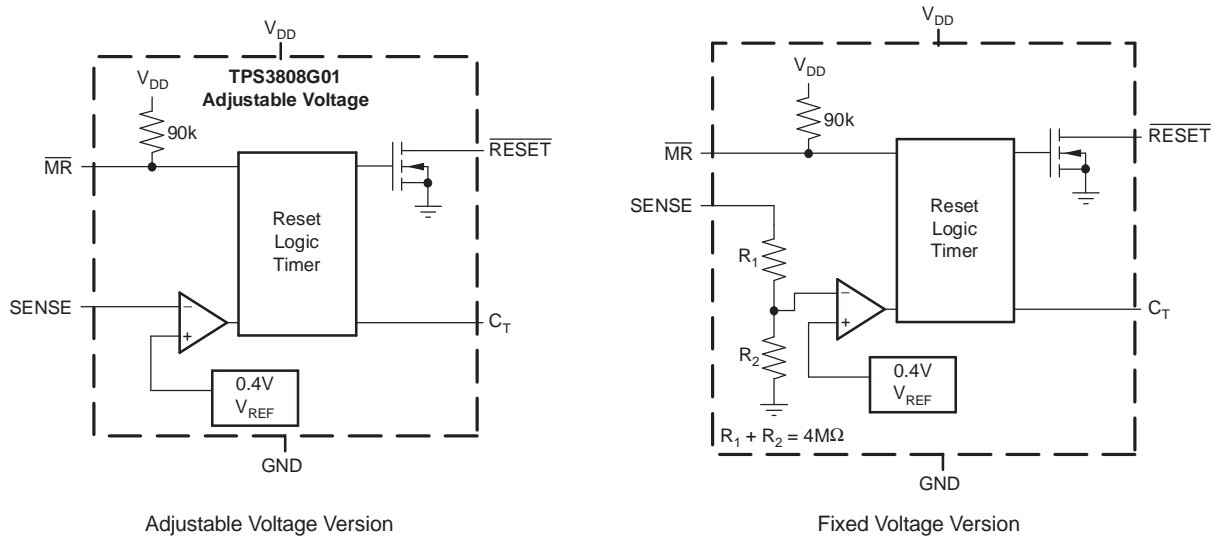 V_DD
TPS3808G01
Adjustable Voltage
V_DD
90k
MR
RESET
Reset
Logic
Timer
SENSE
−
+
C_T
0.4V
V_REF
GND
Adjustable Voltage Version
V_DD
V_DD
90k
MR
RESET
SENSE
Reset
Logic
Timer
R_1
−
+
C_T
R_2
0.4V
V_REF
R_1 + R_2 = 4MΩ
GND
Fixed Voltage Version